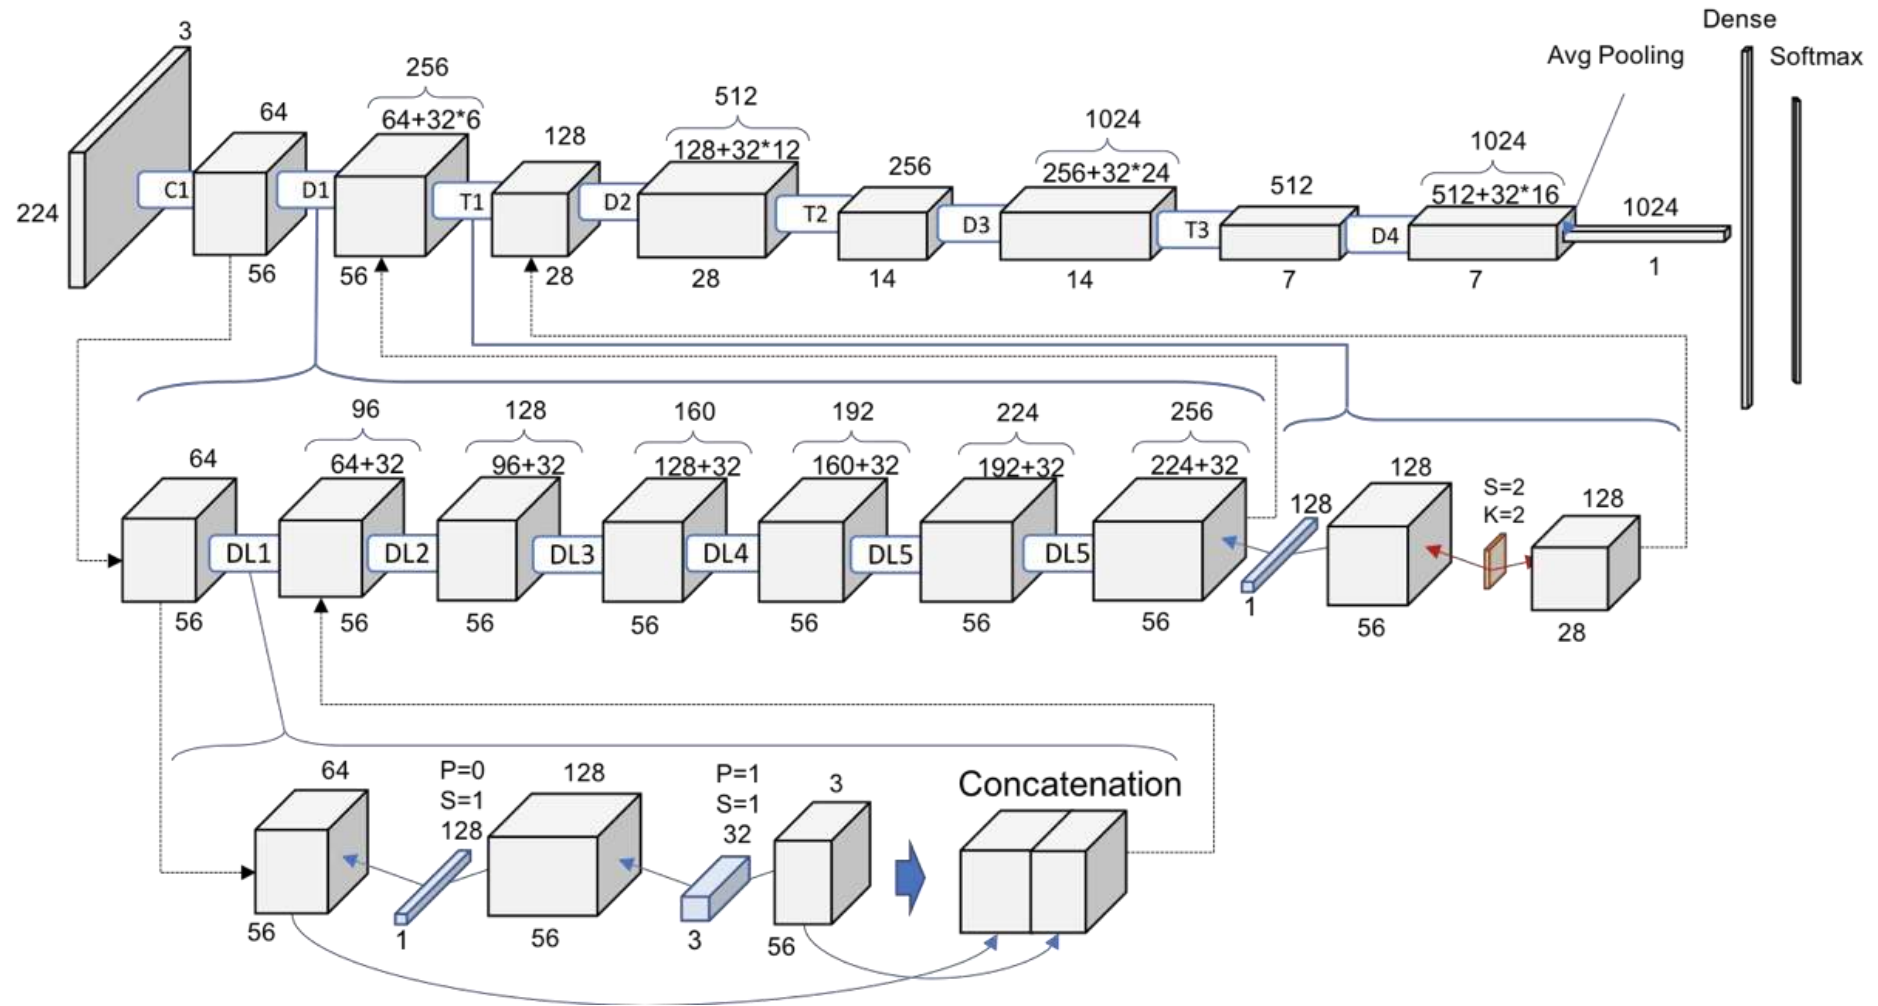 Dense
Softmax
Avg Pooling
3
224
C1
64
56
D1
256
64+32*6
56
T1
128
28
D2
512
128+32*12
28
T2
256
14
D3
1024
256+32*24
14
T3
512
7
D4
1024
512+32*16
7
1024
1
64
56
DL1
96
64+32
56
DL2
128
96+32
56
DL3
160
128+32
56
DL4
192
160+32
56
DL5
224
192+32
56
DL5
256
224+32
56
128
1
128
56
S=2
K=2
128
28
64
56
P=0
S=1
128
1
128
56
P=1
S=1
32
3
3
56
Concatenation